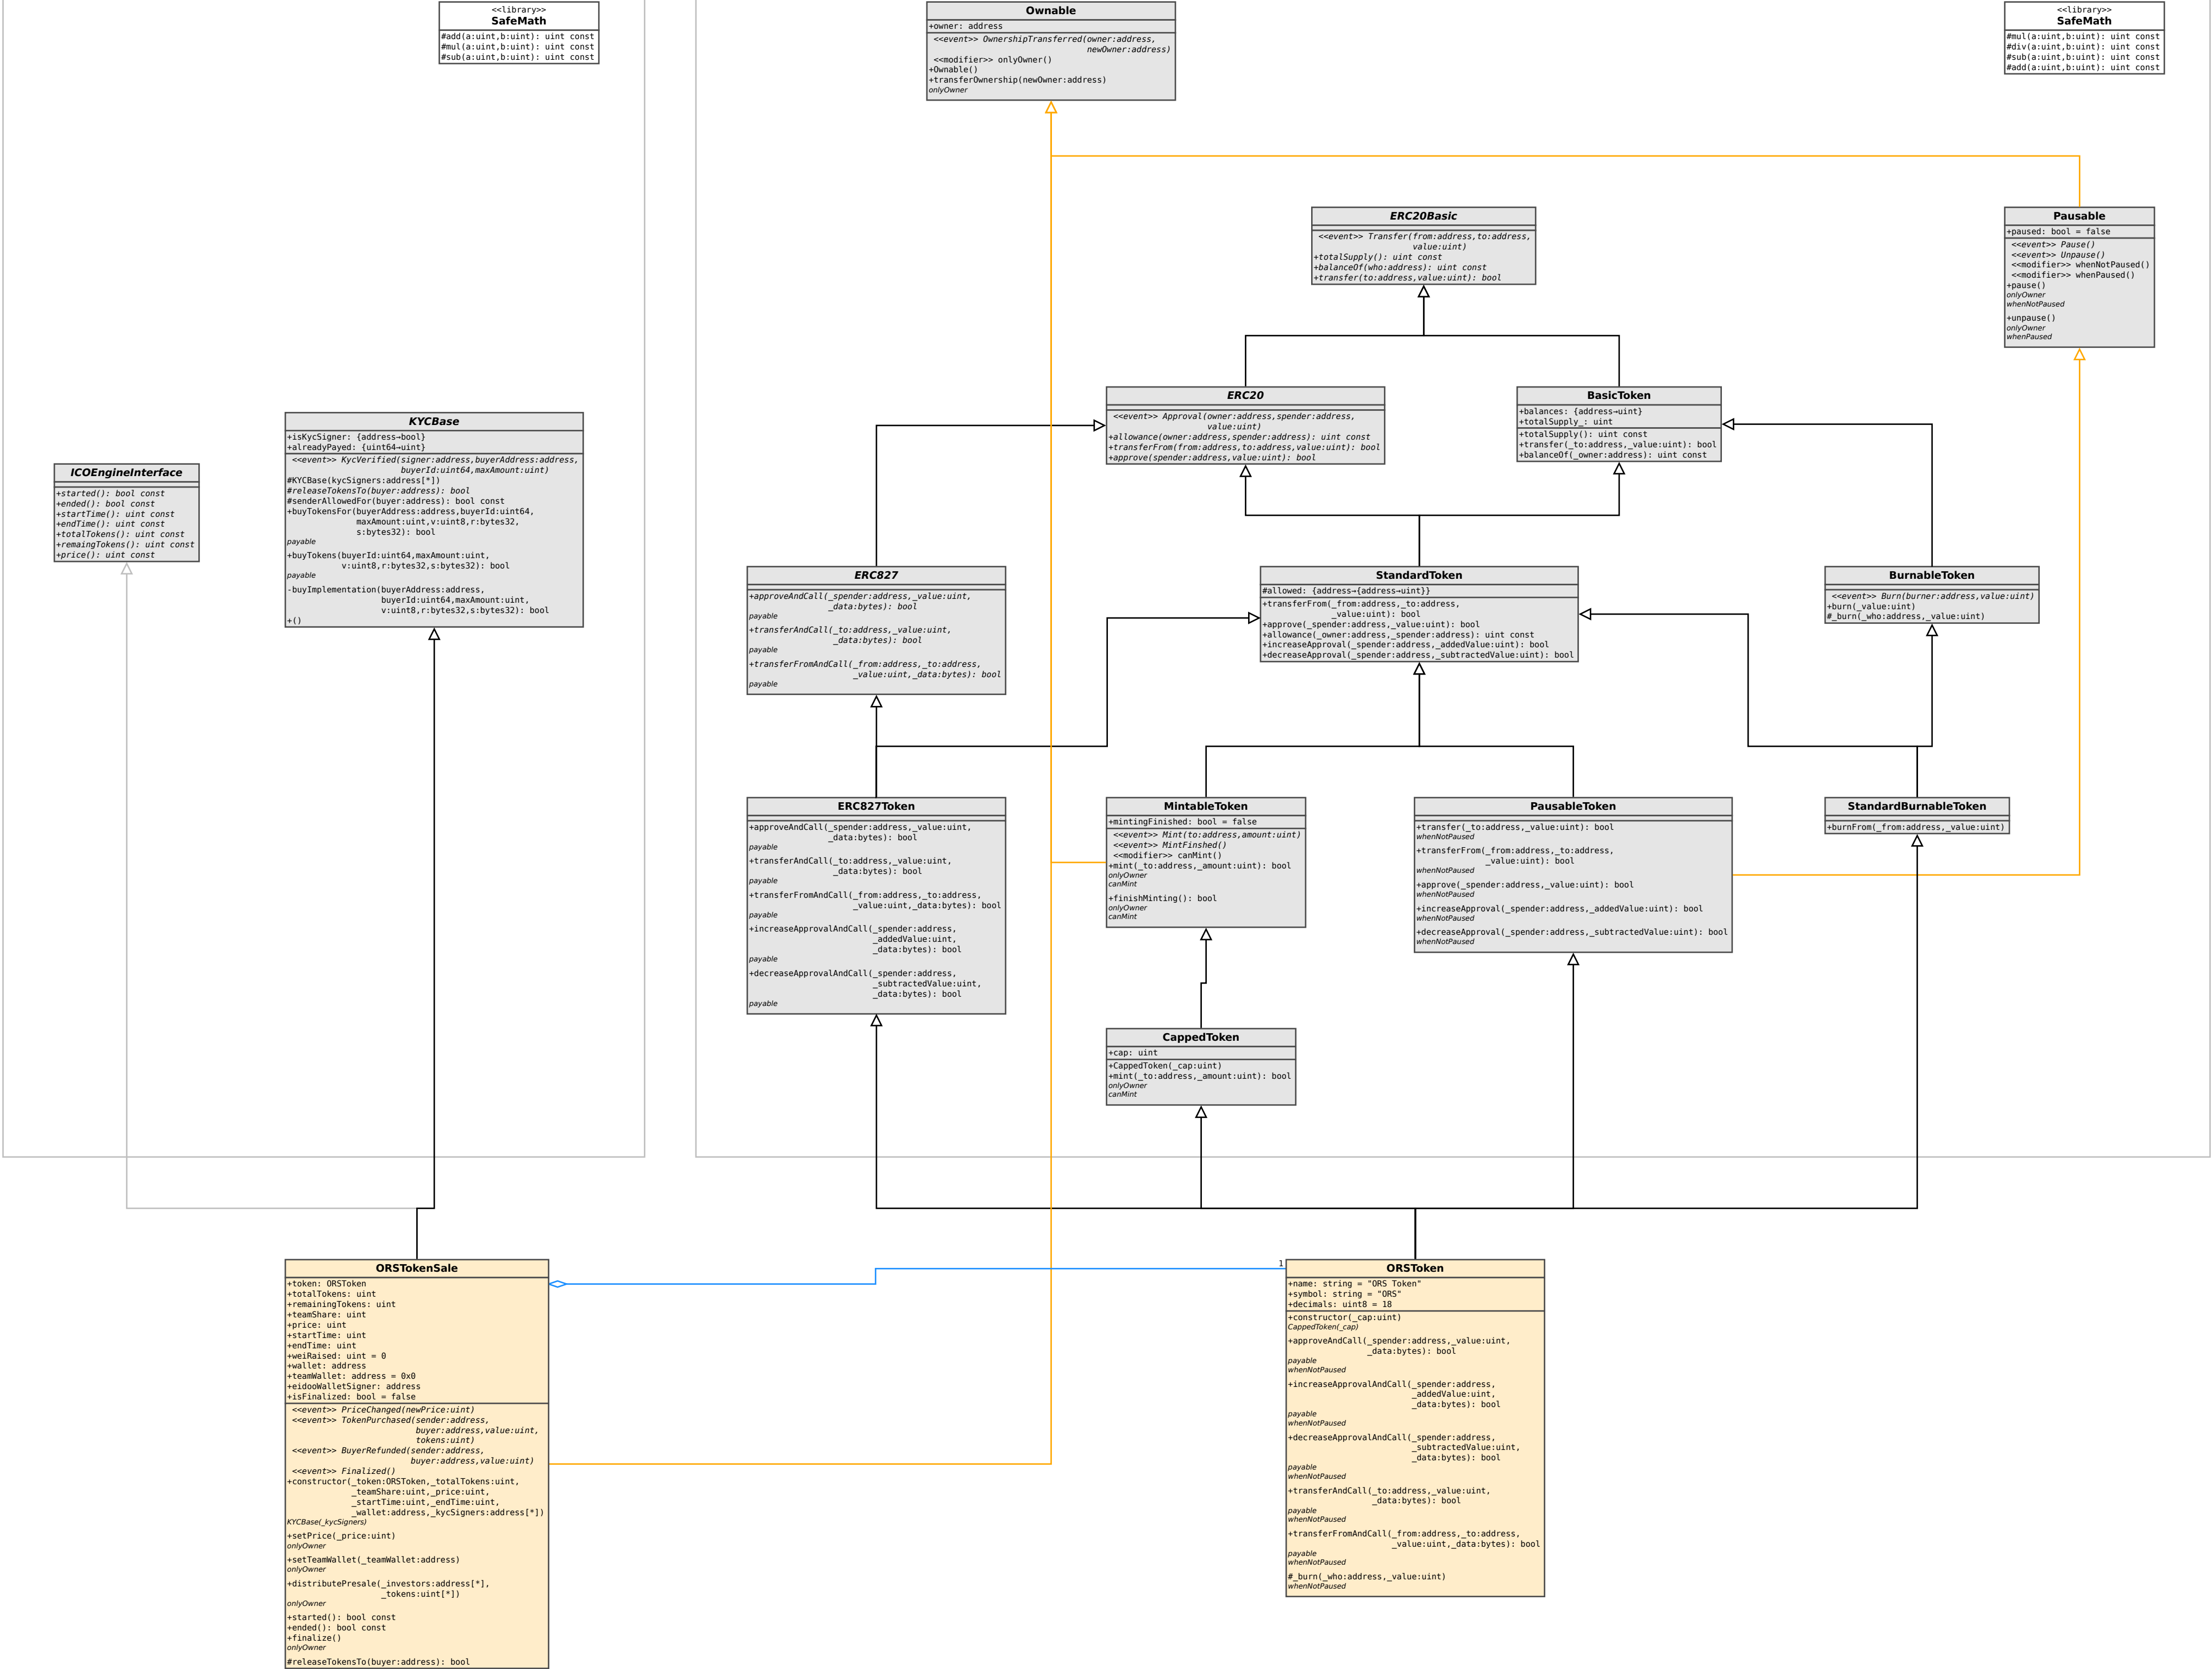 <<library>>
SafeMath
#add(a:uint,b:uint): uint const
#mul(a:uint,b:uint): uint const
#sub(a:uint,b:uint): uint const
Ownable
+owner: address
<<event>> OwnershipTransferred(owner:address,
newOwner:address)
<<modifier>> onlyOwner()
+Ownable()
+transferOwnership(newOwner:address)
onlyOwner
<<library>>
SafeMath
#mul(a:uint,b:uint): uint const
#div(a:uint,b:uint): uint const
#sub(a:uint,b:uint): uint const
#add(a:uint,b:uint): uint const
ERC20Basic
<<event>> Transfer(from:address,to:address,
value:uint)
+totalSupply(): uint const
+balanceOf(who:address): uint const
+transfer(to:address,value:uint): bool
Pausable
+paused: bool = false
<<event>> Pause()
<<event>> Unpause()
<<modifier>> whenNotPaused()
<<modifier>> whenPaused()
+pause()
onlyOwner
whenNotPaused
+unpause()
onlyOwner
whenPaused
ICOEngineInterface
+started(): bool const
+ended(): bool const
+startTime(): uint const
+endTime(): uint const
+totalTokens(): uint const
+remaingTokens(): uint const
+price(): uint const
KYCBase
+isKycSigner: {address→bool}
+alreadyPayed: {uint64→uint}
<<event>> KycVerified(signer:address,buyerAddress:address,
buyerId:uint64,maxAmount:uint)
#KYCBase(kycSigners:address[*])
#releaseTokensTo(buyer:address): bool
#senderAllowedFor(buyer:address): bool const
+buyTokensFor(buyerAddress:address,buyerId:uint64,
maxAmount:uint,v:uint8,r:bytes32,
s:bytes32): bool
payable
+buyTokens(buyerId:uint64,maxAmount:uint,
v:uint8,r:bytes32,s:bytes32): bool
payable
-buyImplementation(buyerAddress:address,
buyerId:uint64,maxAmount:uint,
v:uint8,r:bytes32,s:bytes32): bool
+()
ERC20
<<event>> Approval(owner:address,spender:address,
value:uint)
+allowance(owner:address,spender:address): uint const
+transferFrom(from:address,to:address,value:uint): bool
+approve(spender:address,value:uint): bool
BasicToken
+balances: {address→uint}
+totalSupply_: uint
+totalSupply(): uint const
+transfer(_to:address,_value:uint): bool
+balanceOf(_owner:address): uint const
ERC827
+approveAndCall(_spender:address,_value:uint,
_data:bytes): bool
payable
+transferAndCall(_to:address,_value:uint,
_data:bytes): bool
payable
+transferFromAndCall(_from:address,_to:address,
_value:uint,_data:bytes): bool
payable
StandardToken
#allowed: {address→{address→uint}}
+transferFrom(_from:address,_to:address,
_value:uint): bool
+approve(_spender:address,_value:uint): bool
+allowance(_owner:address,_spender:address): uint const
+increaseApproval(_spender:address,_addedValue:uint): bool
+decreaseApproval(_spender:address,_subtractedValue:uint): bool
BurnableToken
<<event>> Burn(burner:address,value:uint)
+burn(_value:uint)
#_burn(_who:address,_value:uint)
ERC827Token
+approveAndCall(_spender:address,_value:uint,
_data:bytes): bool
payable
+transferAndCall(_to:address,_value:uint,
_data:bytes): bool
payable
+transferFromAndCall(_from:address,_to:address,
_value:uint,_data:bytes): bool
payable
+increaseApprovalAndCall(_spender:address,
_addedValue:uint,
_data:bytes): bool
payable
+decreaseApprovalAndCall(_spender:address,
_subtractedValue:uint,
_data:bytes): bool
payable
MintableToken
+mintingFinished: bool = false
<<event>> Mint(to:address,amount:uint)
<<event>> MintFinshed()
<<modifier>> canMint()
+mint(_to:address,_amount:uint): bool
onlyOwner
canMint
+finishMinting(): bool
onlyOwner
canMint
PausableToken
+transfer(_to:address,_value:uint): bool
whenNotPaused
+transferFrom(_from:address,_to:address,
_value:uint): bool
whenNotPaused
+approve(_spender:address,_value:uint): bool
whenNotPaused
+increaseApproval(_spender:address,_addedValue:uint): bool
whenNotPaused
+decreaseApproval(_spender:address,_subtractedValue:uint): bool
whenNotPaused
StandardBurnableToken
+burnFrom(_from:address,_value:uint)
CappedToken
+cap: uint
+CappedToken(_cap:uint)
+mint(_to:address,_amount:uint): bool
onlyOwner
canMint
ORSTokenSale
+token: ORSToken
+totalTokens: uint
+remainingTokens: uint
+teamShare: uint
+price: uint
+startTime: uint
+endTime: uint
+weiRaised: uint = 0
+wallet: address
+teamWallet: address = 0x0
+eidooWalletSigner: address
+isFinalized: bool = false
<<event>> PriceChanged(newPrice:uint)
<<event>> TokenPurchased(sender:address,
buyer:address,value:uint,
tokens:uint)
<<event>> BuyerRefunded(sender:address,
buyer:address,value:uint)
<<event>> Finalized()
+constructor(_token:ORSToken,_totalTokens:uint,
_teamShare:uint,_price:uint,
_startTime:uint,_endTime:uint,
_wallet:address,_kycSigners:address[*])
KYCBase(_kycSigners)
+setPrice(_price:uint)
onlyOwner
+setTeamWallet(_teamWallet:address)
onlyOwner
+distributePresale(_investors:address[*],
_tokens:uint[*])
onlyOwner
+started(): bool const
+ended(): bool const
+finalize()
onlyOwner
#releaseTokensTo(buyer:address): bool
1
ORSToken
+name: string = "ORS Token"
+symbol: string = "ORS"
+decimals: uint8 = 18
+constructor(_cap:uint)
CappedToken(_cap)
+approveAndCall(_spender:address,_value:uint,
_data:bytes): bool
payable
whenNotPaused
+increaseApprovalAndCall(_spender:address,
_addedValue:uint,
_data:bytes): bool
payable
whenNotPaused
+decreaseApprovalAndCall(_spender:address,
_subtractedValue:uint,
_data:bytes): bool
payable
whenNotPaused
+transferAndCall(_to:address,_value:uint,
_data:bytes): bool
payable
whenNotPaused
+transferFromAndCall(_from:address,_to:address,
_value:uint,_data:bytes): bool
payable
whenNotPaused
#_burn(_who:address,_value:uint)
whenNotPaused